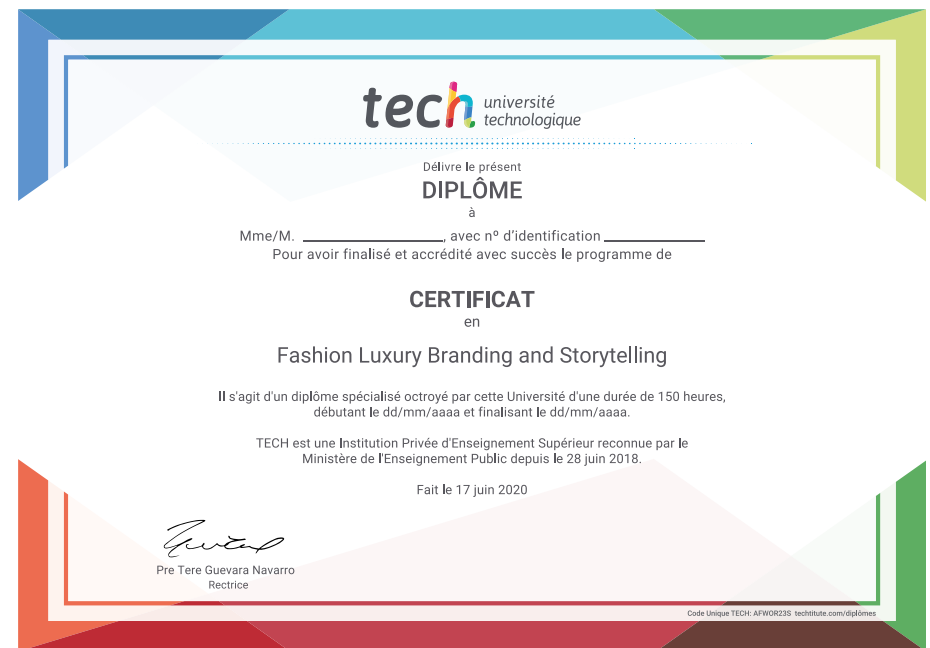 tech université
technologique
Délivre le présent
DIPLÔME
à
Mme/M. ____________________, avec nº d'identification ______________
Pour avoir finalisé et accrédité avec succès le programme de
CERTIFICAT
en
Fashion Luxury Branding and Storytelling
Il s'agit d'un diplôme spécialisé octroyé par cette Université d'une durée de 150 heures,
débutant le dd/mm/aaaa et finalisant le dd/mm/aaaa.
TECH est une Institution Privée d'Enseignement Supérieur reconnue par le
Ministère de l'Enseignement Public depuis le 28 juin 2018.
Fait le 17 juin 2020
Pre Tere Guevara Navarro
Rectrice
Code Unique TECH: AFWOR23S techtitute.com/diplômes